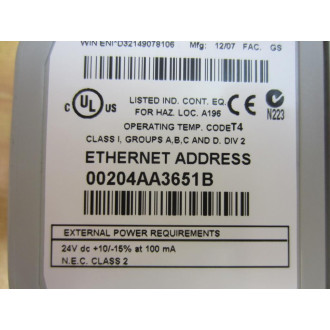 WIN ENI*D32149078106 Mfg: 12/07 FAC. GS
c UL us
LISTED IND. CONT. EQ.
FOR HAZ. LOC. A196
CE
N223
OPERATING TEMP. CODET4
CLASS I, GROUPS A,B,C AND D. DIV 2
ETHERNET ADDRESS
00204AA3651B
EXTERNAL POWER REQUIREMENTS
24V dc +10/-15% at 100 mA
N.E.C. CLASS 2